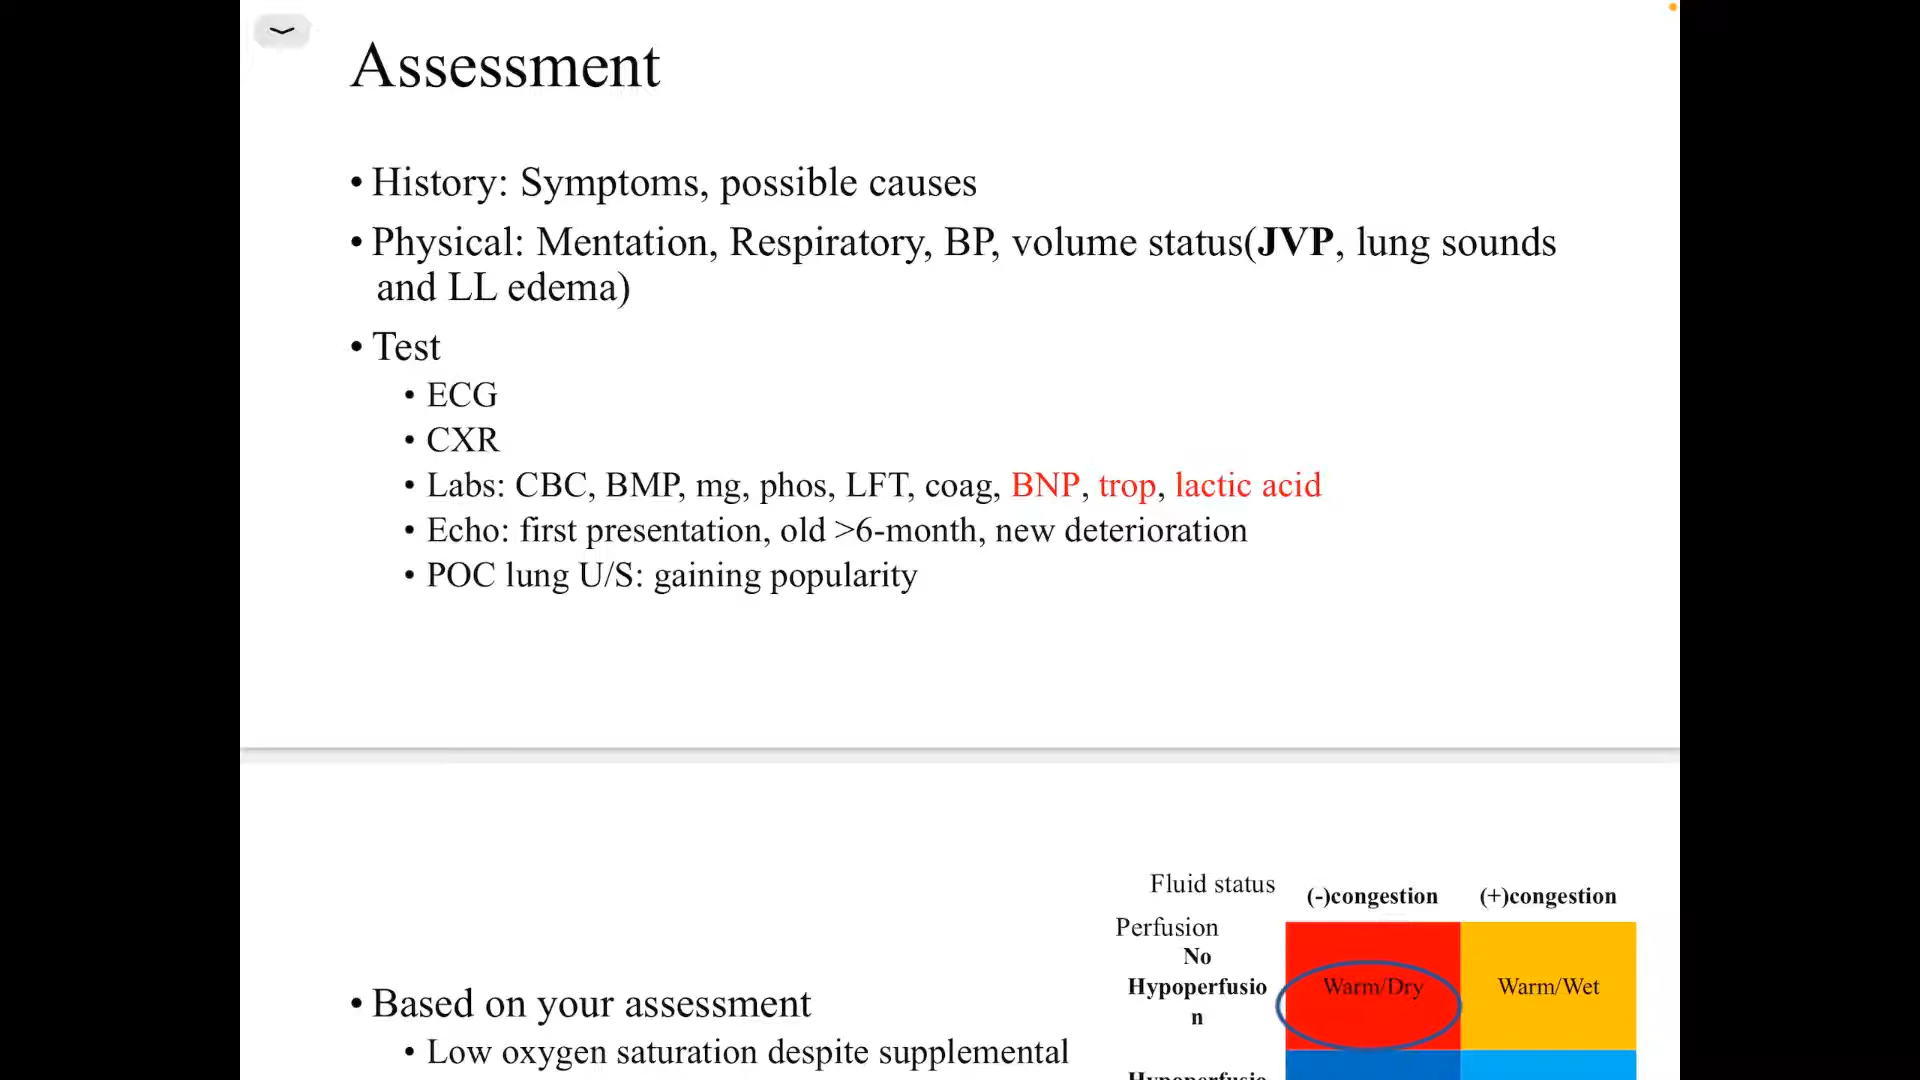 Assessment
• History: Symptoms, possible causes
• Physical: Mentation, Respiratory, BP, volume status(JVP, lung sounds
and LL edema)
• Test
• ECG
• CXR
• Labs: CBC, BMP, mg, phos, LFT, coag, BNP, trop, lactic acid
• Echo: first presentation, old >6-month, new deterioration
• POC lung U/S: gaining popularity
Fluid status
(-)congestion (+)congestion
Perfusion
No
Hypoperfusio
n
Warm/Dry Warm/Wet
• Based on your assessment
• Low oxygen saturation despite supplemental
Hypoperfusio